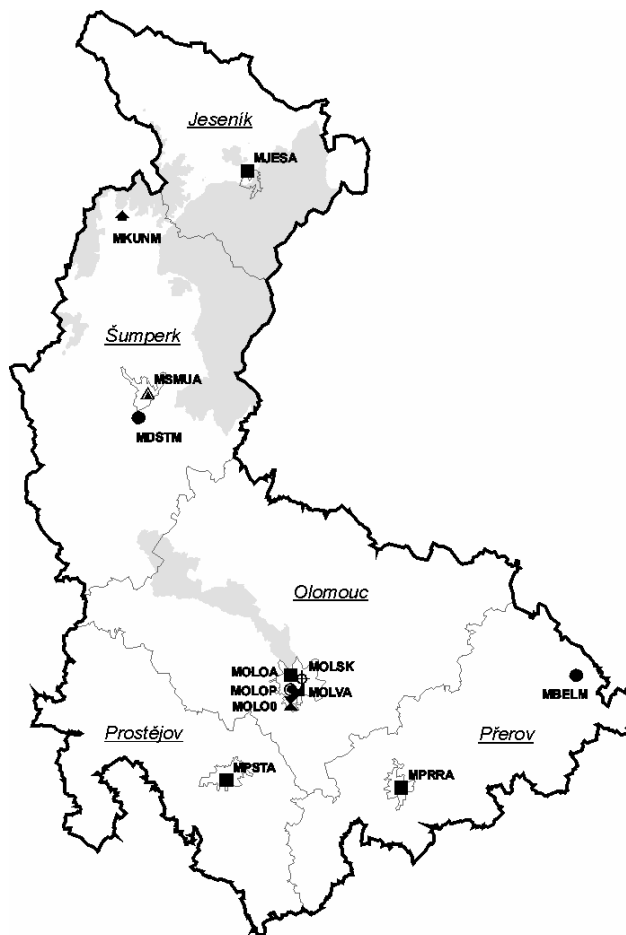 Jeseník
MJESA
MKUNM
Šumperk
MSMUA
MDSTM
Olomouc
MOLOA
MOLSK
MOLOP
MOLVA
MOLO0
MBELM
Prostějov
Přerov
MPSTA
MPRRA